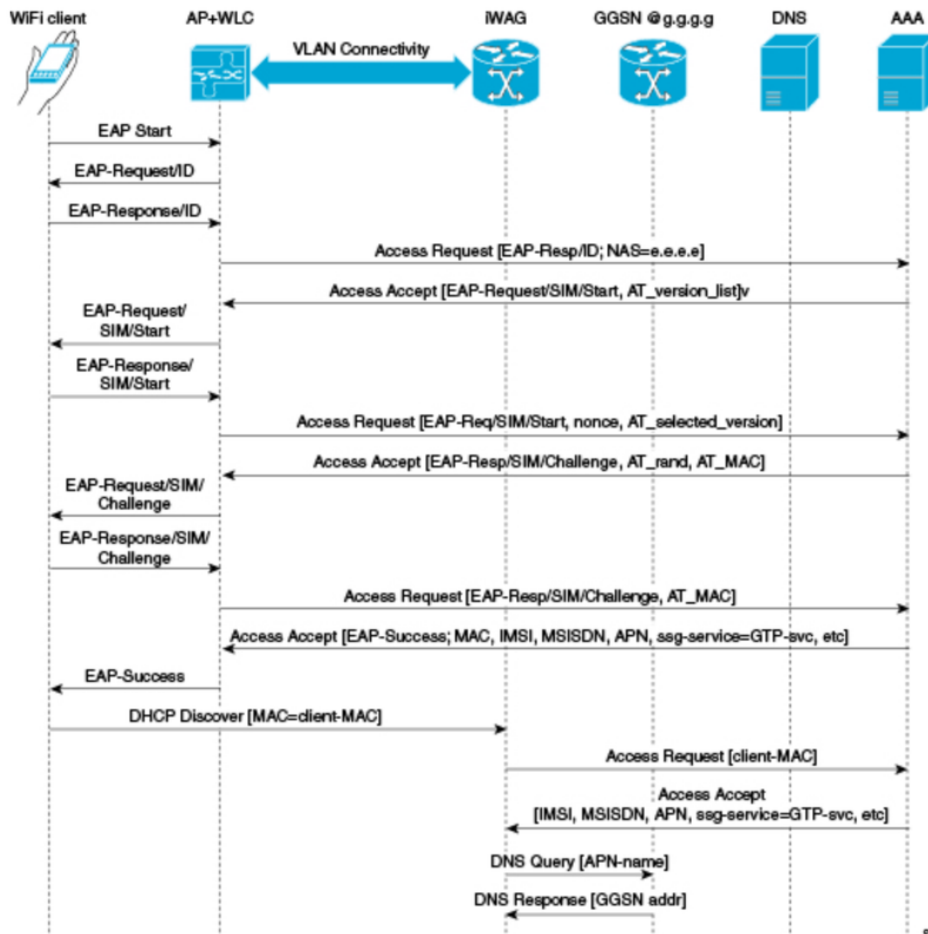 WiFi client
AP+WLC
iWAG
GGSN @g.g.g.g
DNS
AAA
VLAN Connectivity
EAP Start
EAP-Request/ID
EAP-Response/ID
Access Request [EAP-Resp/ID; NAS=e.e.e.e]
Access Accept [EAP-Request/SIM/Start, AT_version_list]v
EAP-Request/
SIM/Start
EAP-Response/
SIM/Start
Access Request [EAP-Req/SIM/Start, nonce, AT_selected_version]
Access Accept [EAP-Resp/SIM/Challenge, AT_rand, AT_MAC]
EAP-Request/SIM/
Challenge
EAP-Response/SIM/
Challenge
Access Request [EAP-Resp/SIM/Challenge, AT_MAC]
Access Accept [EAP-Success; MAC, IMSI, MSISDN, APN, ssg-service=GTP-svc, etc]
EAP-Success
DHCP Discover [MAC=client-MAC]
Access Request [client-MAC]
Access Accept
[IMSI, MSISDN, APN, ssg-service=GTP-svc, etc]
DNS Query [APN-name]
DNS Response [GGSN addr]